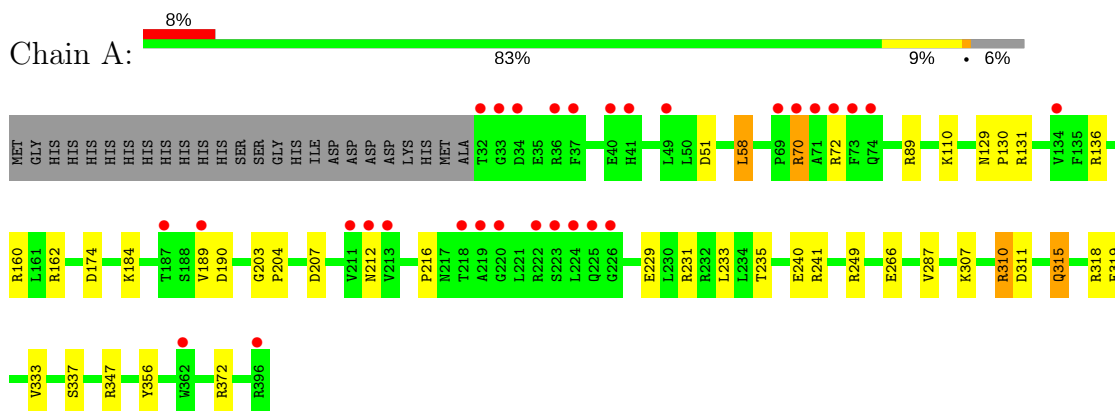 8%
Chain A:
83% 9% • 6%
MET GLY HIS HIS HIS HIS HIS HIS HIS HIS HIS HIS SER SER GLY HIS ILE ASP ASP ASP ASP LYS HIS MET ALA T32 G33 D34 E35 R36 F37 E40 H41 L49 L50 D51 L58 P69 R70 A71 R72 F73 Q74 R89 K110 N129 P130 R131 V134 F135 R136
R160 L161 R162 D174 K184 T187 S188 V189 D190 G203 P204 D207 V211 N212 V213 P216 N217 T218 A219 G220 L221 R222 S223 L224 Q225 G226 E229 L230 R231 R232 L233 L234 T235 E240 R241 R249 E266 V287 K307 R310 D311 Q315 R318
V333 S337 R347 Y356 W362 R372 R396